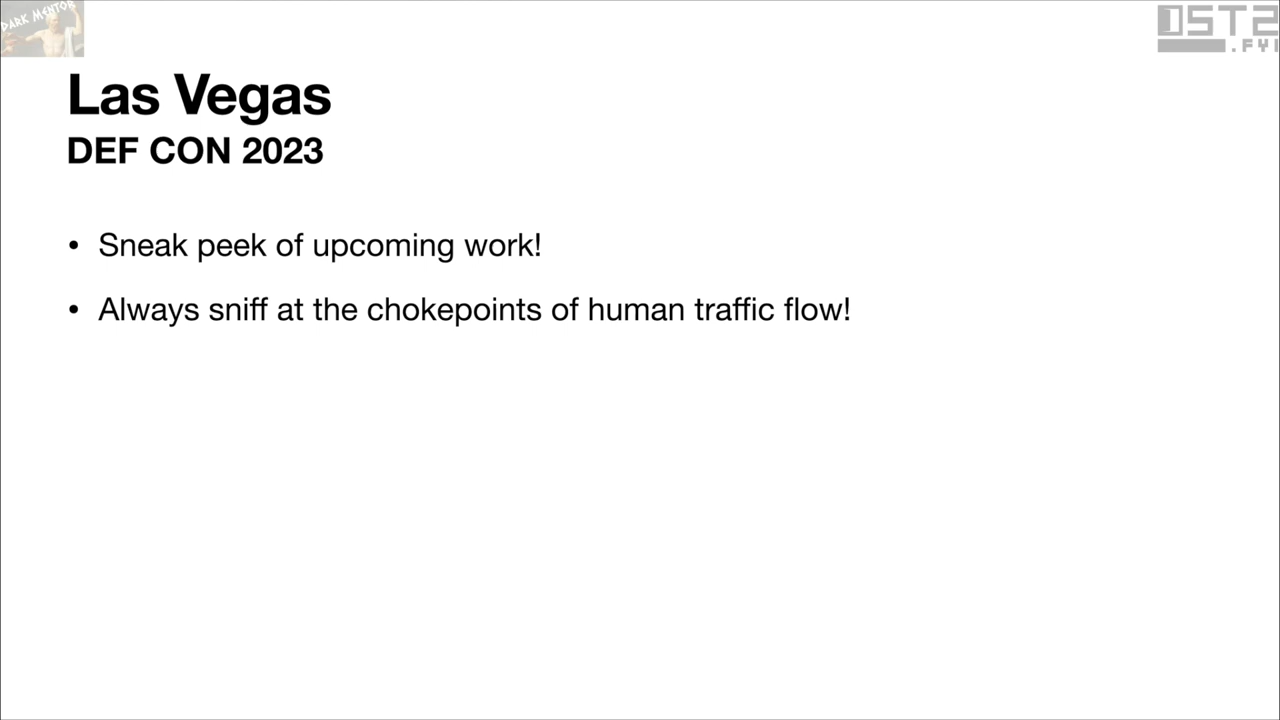 DARK MENTOR
OST2
.FYI
Las Vegas
DEF CON 2023
• Sneak peek of upcoming work!
• Always sniff at the chokepoints of human traffic flow!